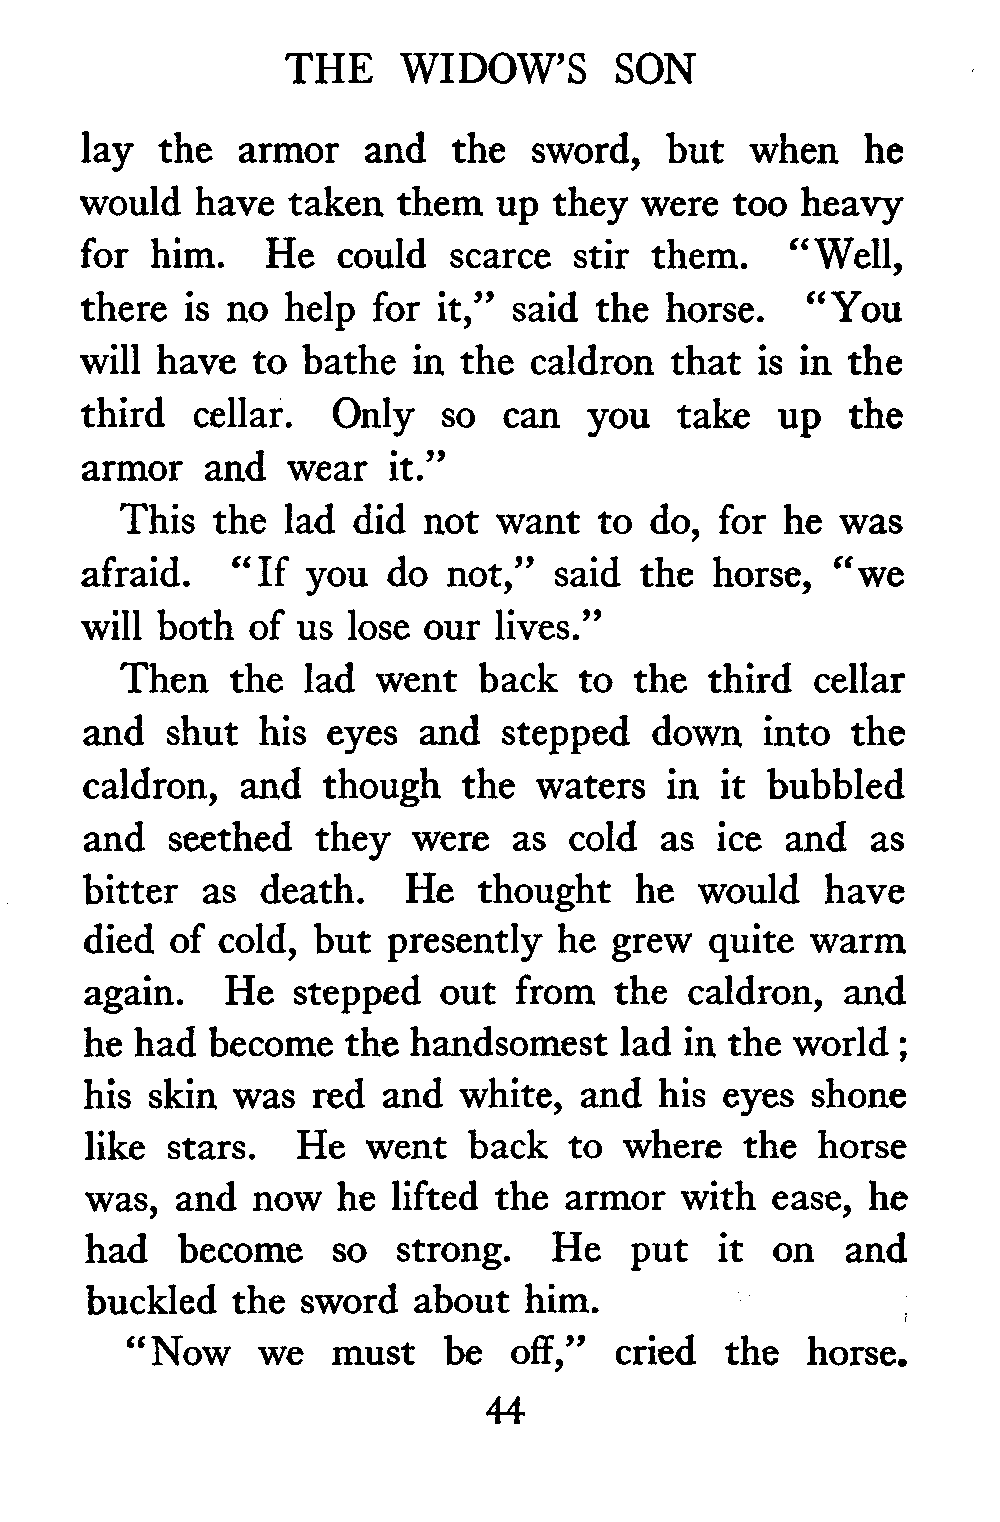 THE WIDOW'S SON
lay the armor and the sword, but when he
would have taken them up they were too heavy
for him. He could scarce stir them. "Well,
there is no help for it," said the horse. "You
will have to bathe in the caldron that is in the
third cellar. Only so can you take up the
armor and wear it."
This the lad did not want to do, for he was
afraid. "If you do not," said the horse, "we
will both of us lose our lives."
Then the lad went back to the third cellar
and shut his eyes and stepped down into the
caldron, and though the waters in it bubbled
and seethed they were as cold as ice and as
bitter as death. He thought he would have
died of cold, but presently he grew quite warm
again. He stepped out from the caldron, and
he had become the handsomest lad in the world;
his skin was red and white, and his eyes shone
like stars. He went back to where the horse
was, and now he lifted the armor with ease, he
had become so strong. He put it on and
buckled the sword about him.
"Now we must be off," cried the horse.
44